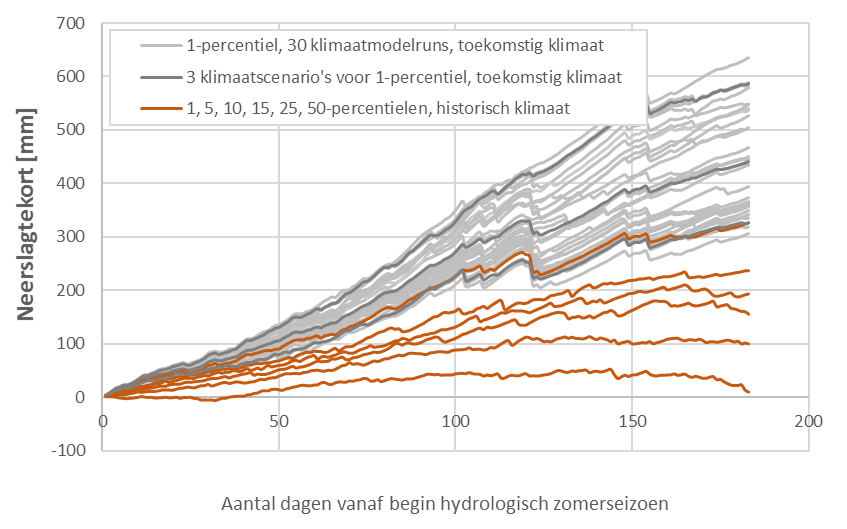 700
600
500
400
300
200
100
0
-100
Neerslagtekort [mm]
1-percentiel, 30 klimaatmodelruns, toekomstig klimaat
3 klimaatscenario's voor 1-percentiel, toekomstig klimaat
1, 5, 10, 15, 25, 50-percentielen, historisch klimaat
0 50 100 150 200
Aantal dagen vanaf begin hydrologisch zomerseizoen